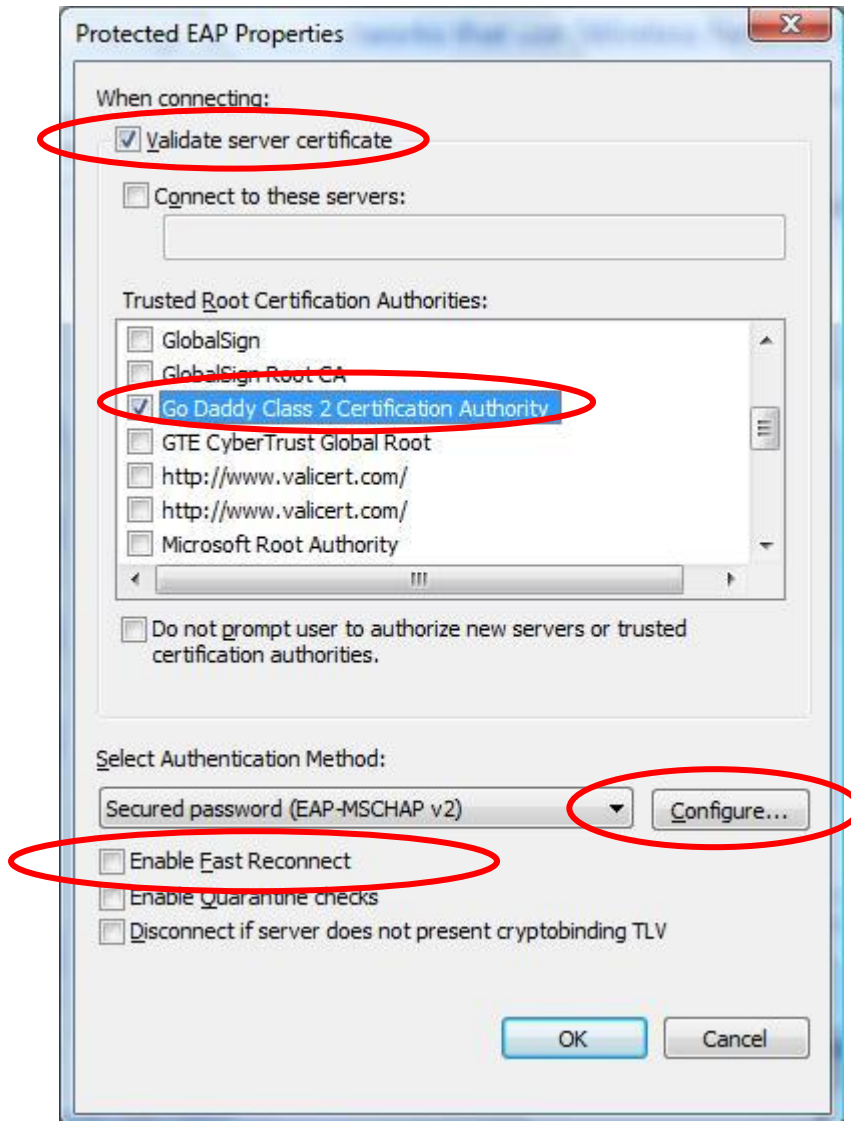 Protected EAP Properties
When connecting:
Validate server certificate
Connect to these servers:
Trusted Root Certification Authorities:
GlobalSign
GlobalSign Root CA
Go Daddy Class 2 Certification Authority
GTE CyberTrust Global Root
http://www.valicert.com/
http://www.valicert.com/
Microsoft Root Authority
Do not prompt user to authorize new servers or trusted
certification authorities.
Select Authentication Method:
Secured password (EAP-MSCHAP v2) Configure...
Enable Fast Reconnect
Enable Quarantine checks
Disconnect if server does not present cryptobinding TLV
OK Cancel